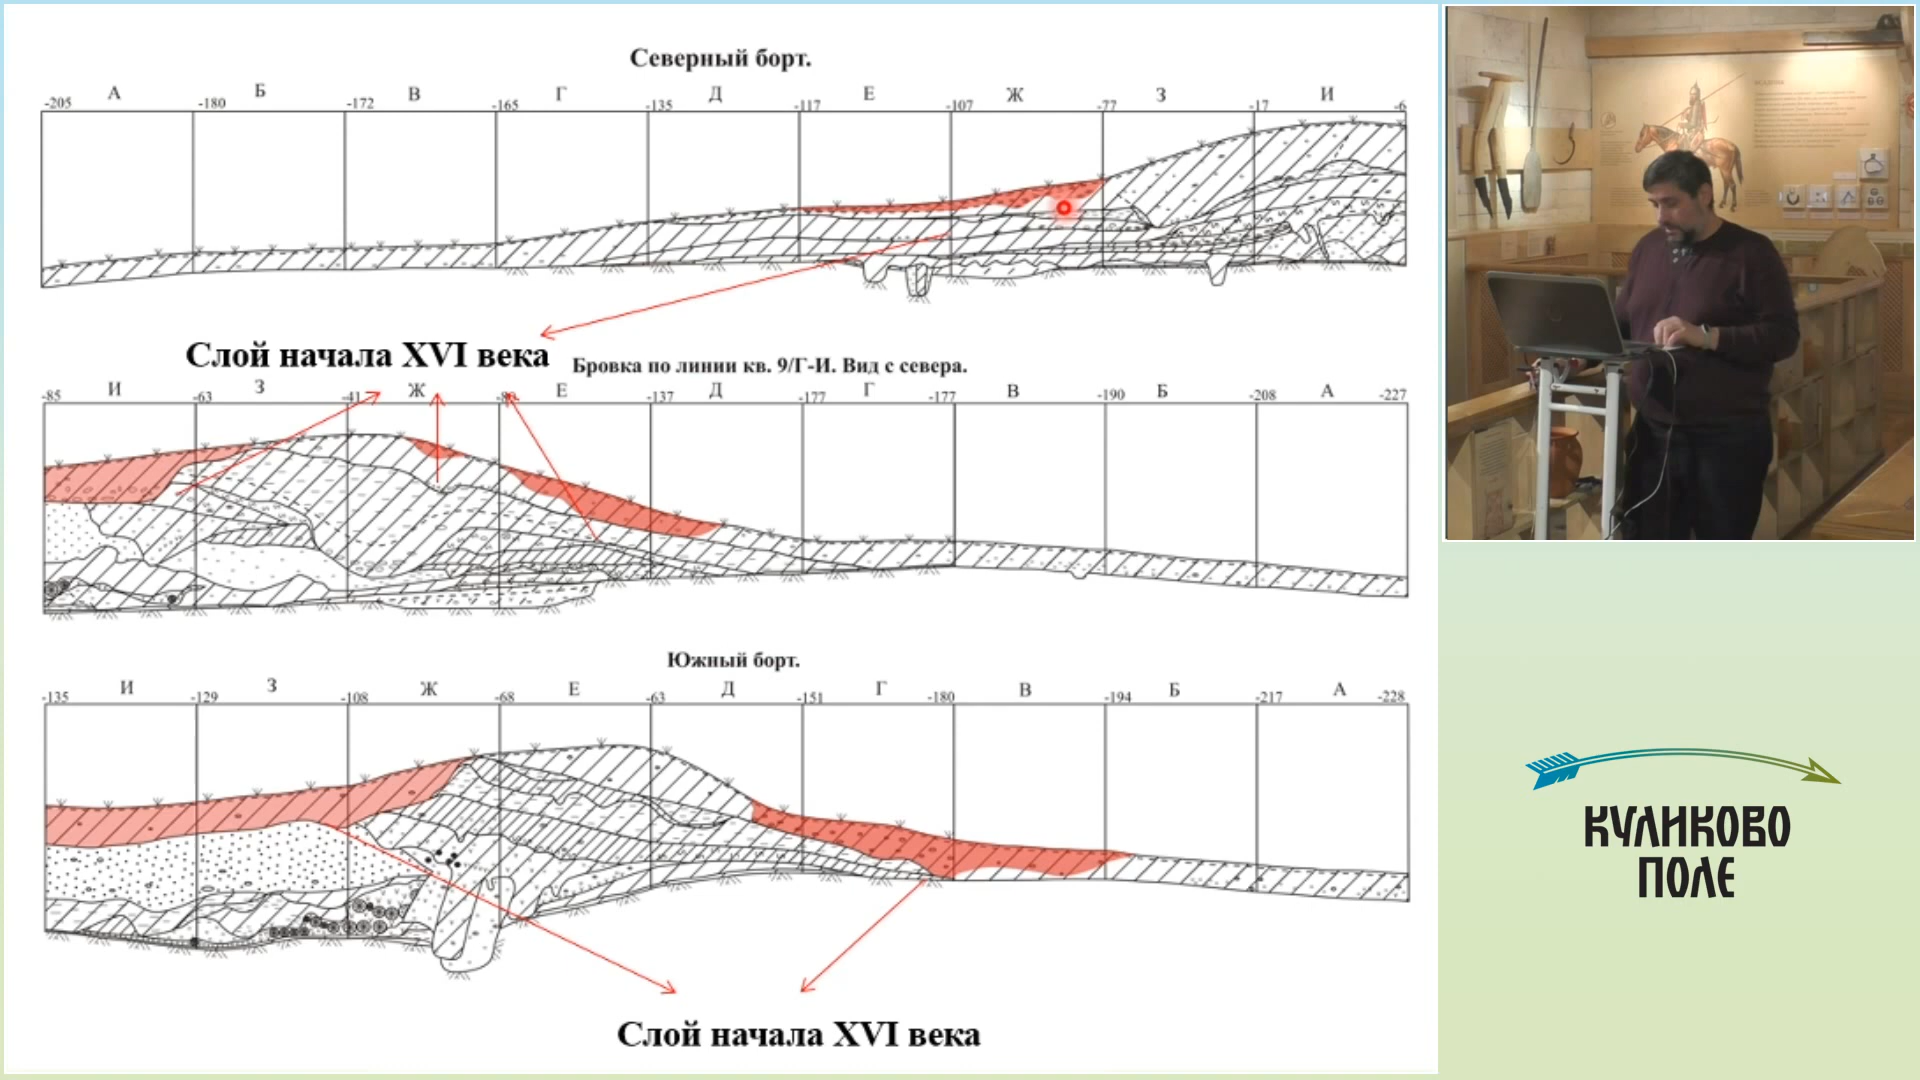 Северный борт.
А Б В Г Д Е Ж З И
-205 -180 -172 -165 -135 -117 -107 -77 -17 -6
Слой начала XVI века
Бровка по линии кв. 9/Г-И. Вид с севера.
И З Ж Е Д Г В Б А
-85 -63 -41 -137 -177 -177 -190 -208 -227
Южный борт.
И З Ж Е Д Г В Б А
-135 -129 -108 -68 -63 -151 -180 -194 -217 -228
Слой начала XVI века
КУЛИКОВО
ПОЛЕ